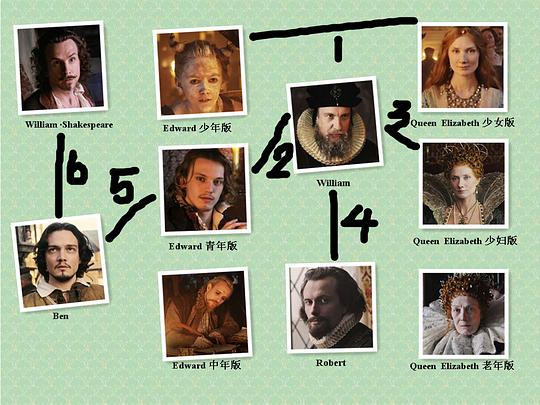 1
William ·Shakespeare
Edward 少年版
Queen Elizabeth 少女版
2
3
William
6
5
Edward 青年版
Queen Elizabeth 少妇版
4
Ben
Edward 中年版
Robert
Queen Elizabeth 老年版